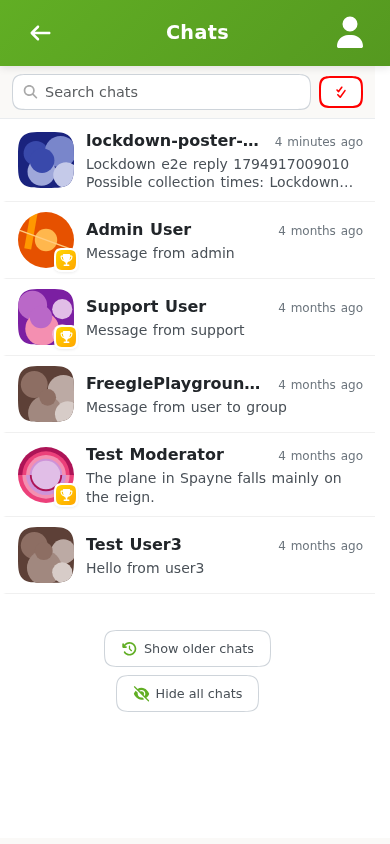 Chats
Search chats
lockdown-poster-... 4 minutes ago
Lockdown e2e reply 1794917009010
Possible collection times: Lockdown...
Admin User 4 months ago
Message from admin
Support User 4 months ago
Message from support
FreeglePlaygroun... 4 months ago
Message from user to group
Test Moderator 4 months ago
The plane in Spayne falls mainly on
the reign.
Test User3 4 months ago
Hello from user3
Show older chats
Hide all chats